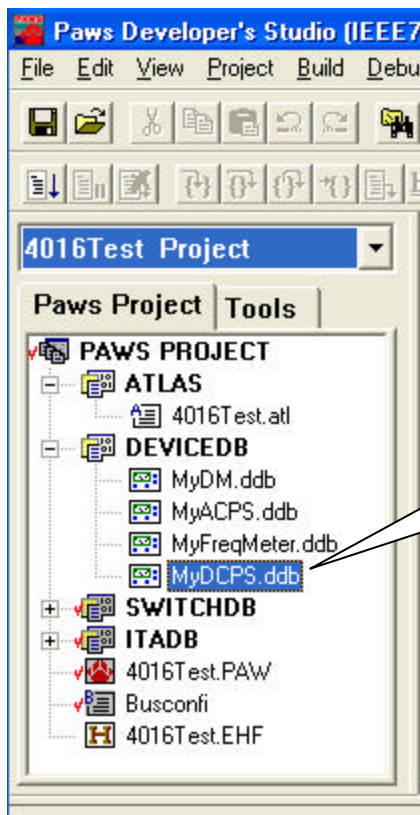 Paws Developer's Studio (IEEE7
File Edit View Project Build Debu
4016Test Project
Paws Project Tools
PAWS PROJECT
ATLAS
4016Test.atl
DEVICEDB
MyDM.ddb
MyACPS.ddb
MyFreqMeter.ddb
MyDCPS.ddb
SWITCHDB
ITADB
4016Test.PAW
Busconfi
4016Test.EHF